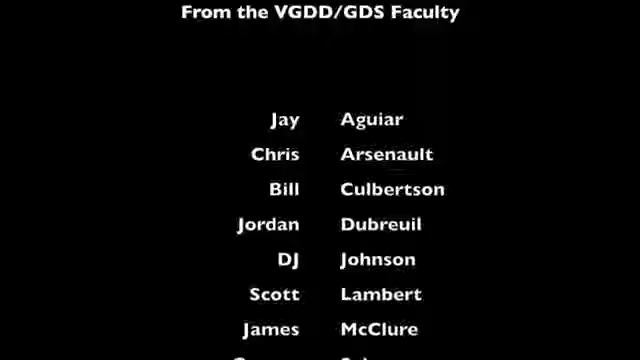 From the VGDD/GDS Faculty
Jay Aguiar
Chris Arsenault
Bill Culbertson
Jordan Dubreuil
DJ Johnson
Scott Lambert
James McClure